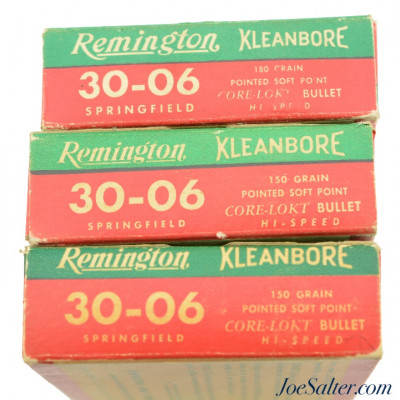 Remington KLEANBORE
30-06
SPRINGFIELD
180 GRAIN
POINTED SOFT POINT
CORE-LOKT BULLET
HI-SPEED
Remington KLEANBORE
30-06
SPRINGFIELD
150 GRAIN
POINTED SOFT POINT
CORE-LOKT BULLET
HI-SPEED
Remington KLEANBORE
30-06
SPRINGFIELD
150 GRAIN
POINTED SOFT POINT
CORE-LOKT BULLET
HI-SPEED
JoeSalter.com